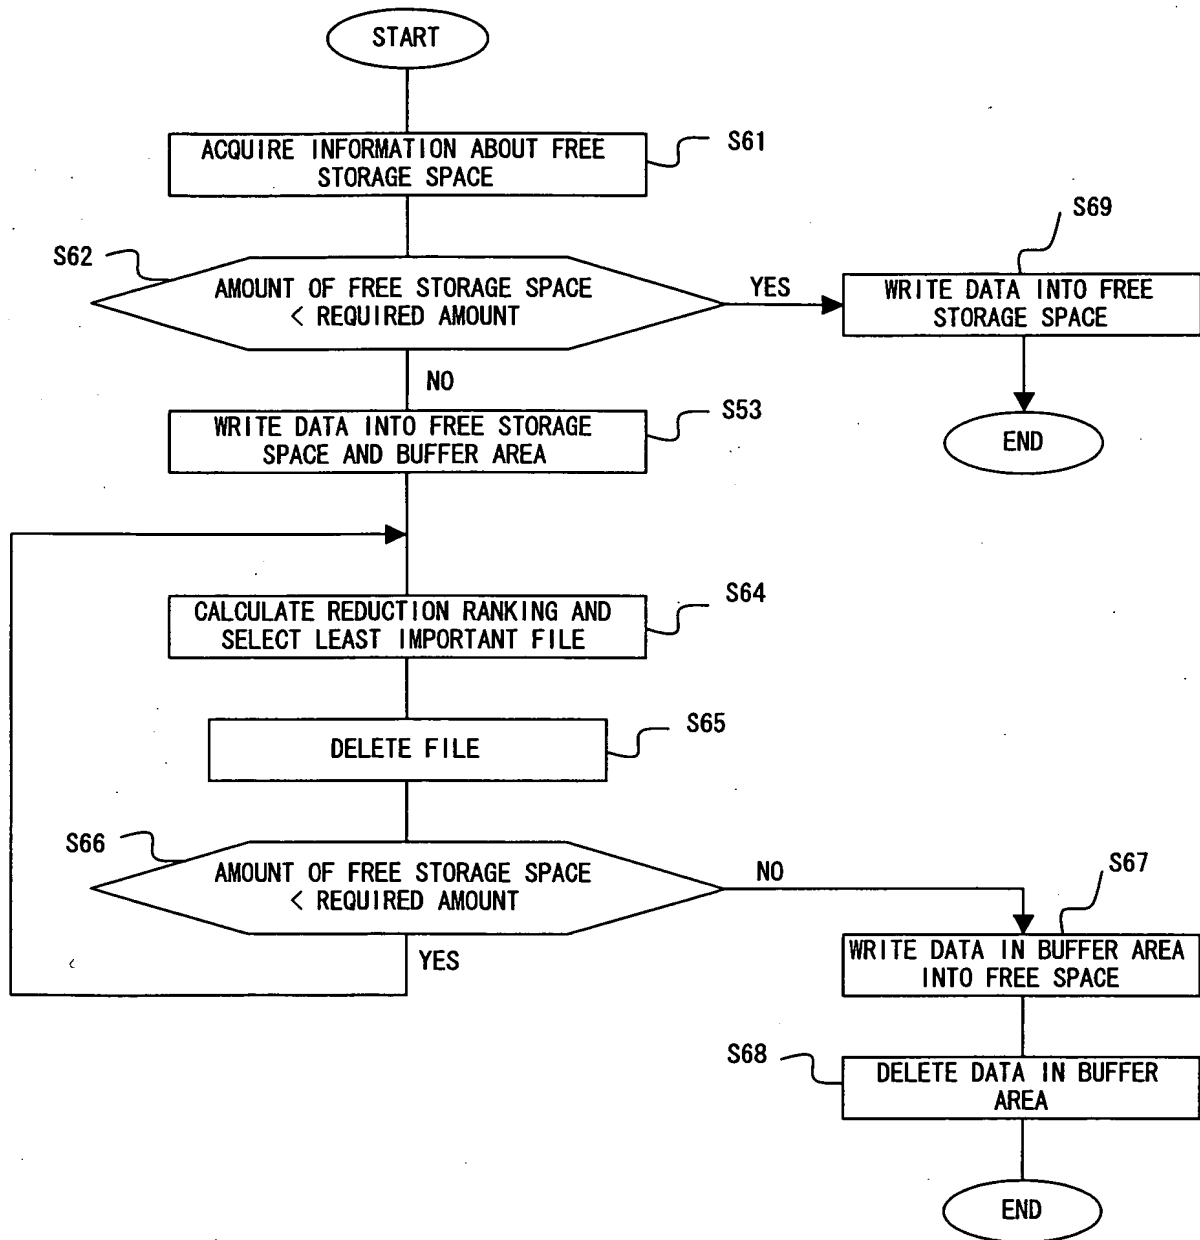 START
ACQUIRE INFORMATION ABOUT FREE
STORAGE SPACE
S61
S62
AMOUNT OF FREE STORAGE SPACE
< REQUIRED AMOUNT
YES
S69
WRITE DATA INTO FREE
STORAGE SPACE
END
NO
WRITE DATA INTO FREE STORAGE
SPACE AND BUFFER AREA
S53
CALCULATE REDUCTION RANKING AND
SELECT LEAST IMPORTANT FILE
S64
DELETE FILE
S65
S66
AMOUNT OF FREE STORAGE SPACE
< REQUIRED AMOUNT
NO
YES
S67
WRITE DATA IN BUFFER AREA
INTO FREE SPACE
S68
DELETE DATA IN BUFFER
AREA
END